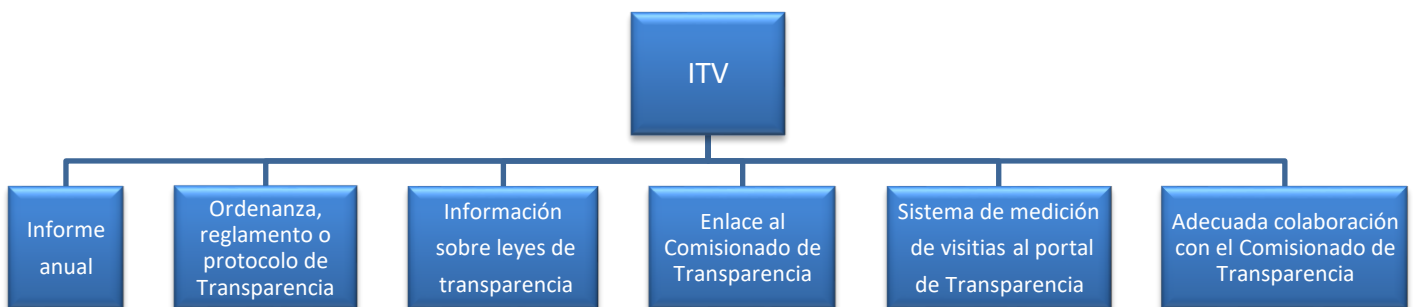 ITV
Informe
anual
Ordenanza,
reglamento o
protocolo de
Transparencia
Información
sobre leyes de
transparencia
Enlace al
Comisionado de
Transparencia
Sistema de medición
de visitias al portal
de Transparencia
Adecuada colaboración
con el Comisionado de
Transparencia